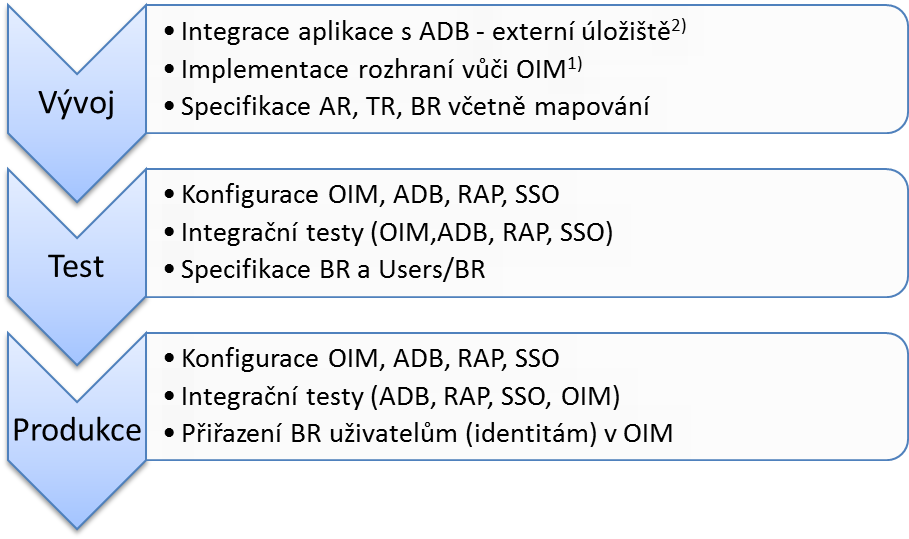 Vývoj
• Integrace aplikace s ADB - externí úložiště2)
• Implementace rozhraní vůči OIM1)
• Specifikace AR, TR, BR včetně mapování
Test
• Konfigurace OIM, ADB, RAP, SSO
• Integrační testy (OIM,ADB, RAP, SSO)
• Specifikace BR a Users/BR
Produkce
• Konfigurace OIM, ADB, RAP, SSO
• Integrační testy (ADB, RAP, SSO, OIM)
• Přiřazení BR uživatelům (identitám) v OIM